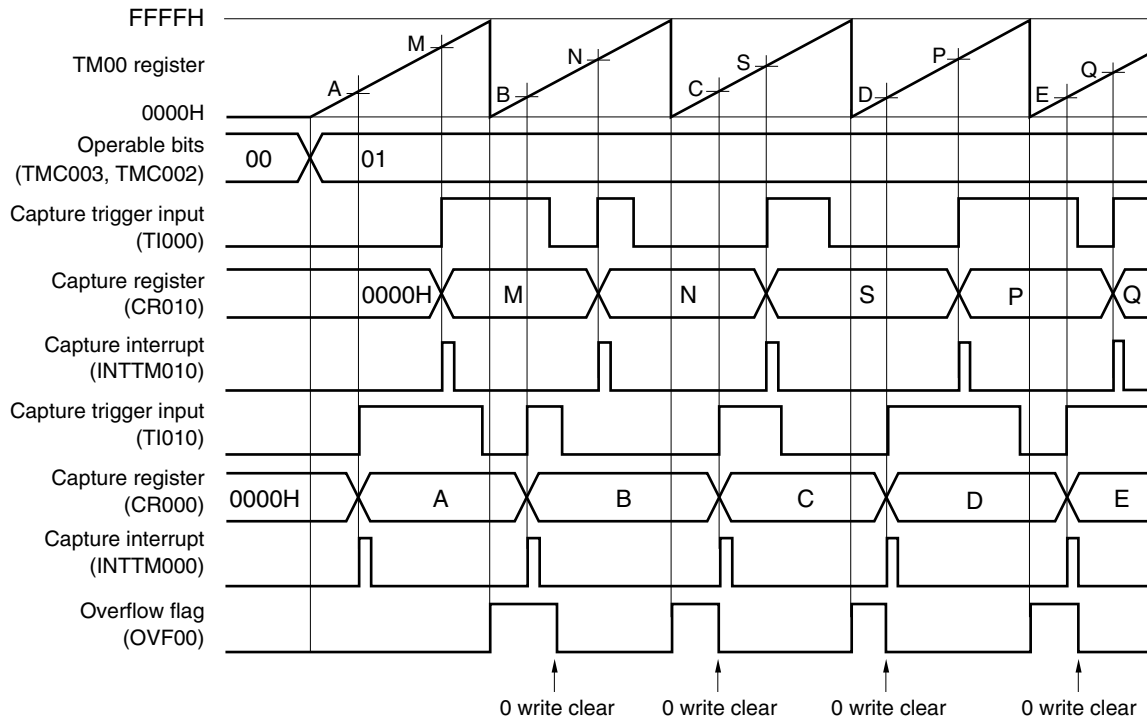 FFFFH
TM00 register
0000H
A M B N C S D P E Q
Operable bits
(TMC003, TMC002)
00 01
Capture trigger input
(TI000)
Capture register
(CR010)
0000H M N S P Q
Capture interrupt
(INTTM010)
Capture trigger input
(TI010)
Capture register
(CR000)
0000H A B C D E
Capture interrupt
(INTTM000)
Overflow flag
(OVF00)
0 write clear 0 write clear 0 write clear 0 write clear